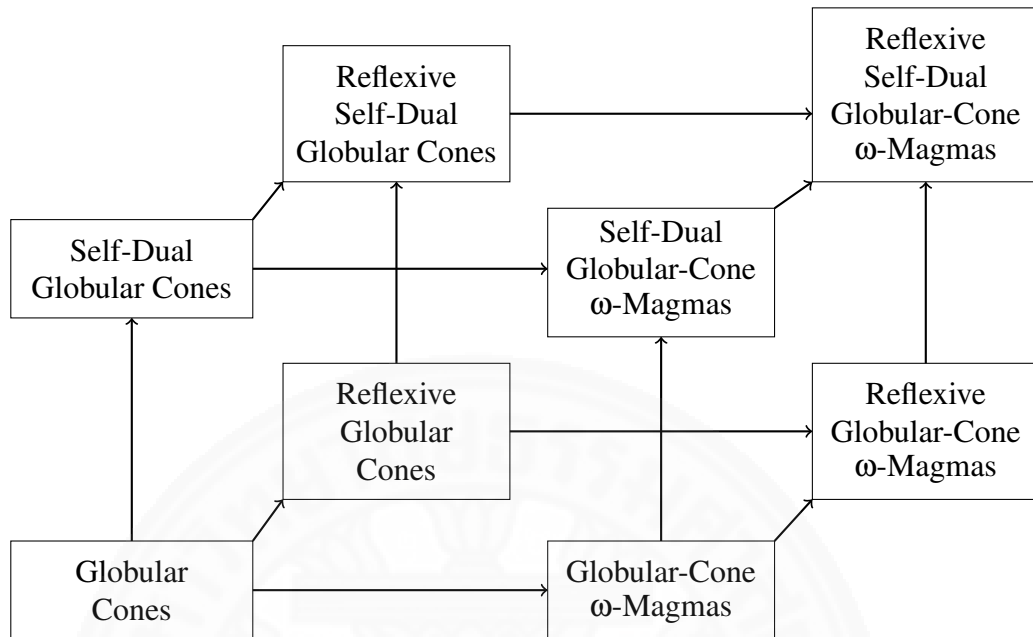 Reflexive
Self-Dual
Globular-Cone
ω-Magmas
Reflexive
Self-Dual
Globular Cones
Self-Dual
Globular-Cone
ω-Magmas
Self-Dual
Globular Cones
Reflexive
Globular
Cones
Reflexive
Globular-Cone
ω-Magmas
Globular
Cones
Globular-Cone
ω-Magmas